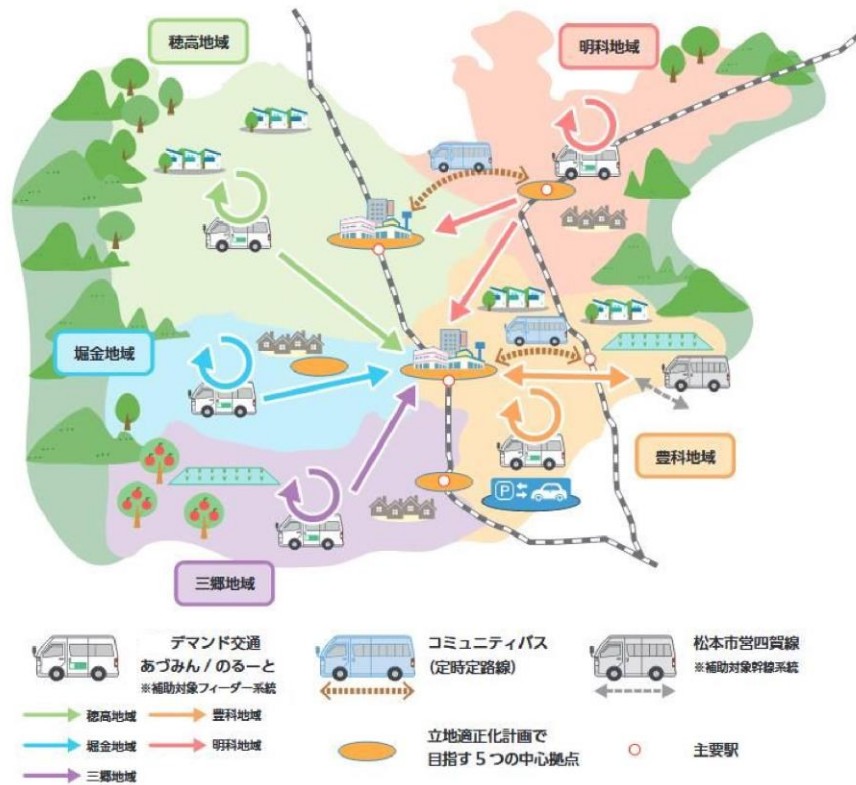 穂高地域
明科地域
堀金地域
P
豊科地域
三郷地域
デマンド交通
あづみん / のるーと
※補助対象フィーダー系統
コミュニティバス
(定時定路線)
松本市営四賀線
※補助対象幹線系統
穂高地域
豊科地域
堀金地域
明科地域
三郷地域
立地適正化計画で
目指す5つの中心拠点
主要駅